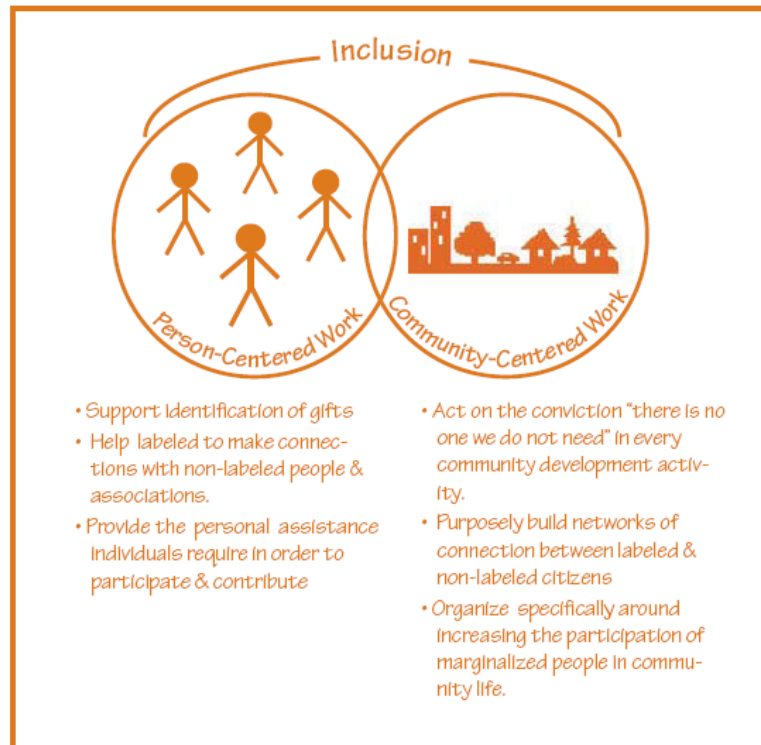 Inclusion
Person-Centered Work
Community-Centered Work
• Support identification of gifts
• Help labeled to make connec-
tions with non-labeled people &
associations.
• Provide the personal assistance
individuals require in order to
participate & contribute
• Act on the conviction "there is no
one we do not need" in every
community development activ-
ity.
• Purposely build networks of
connection between labeled &
non-labeled citizens
• Organize specifically around
increasing the participation of
marginalized people in commu-
nity life.